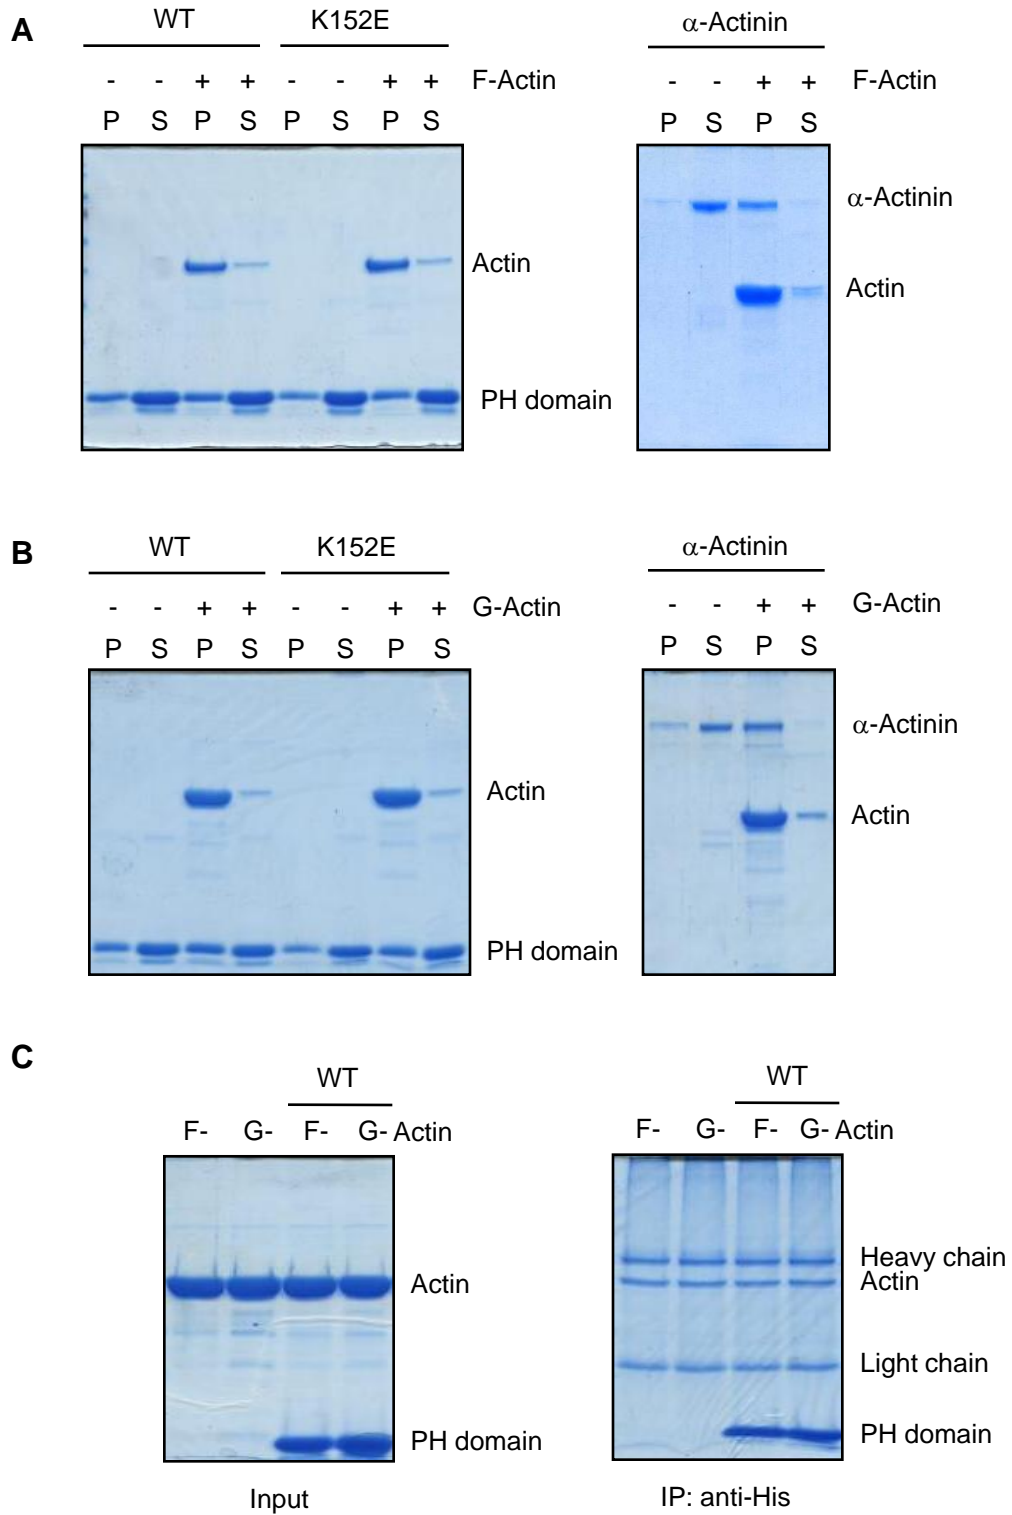 A
WT K152E α-Actinin
- - + + - - + + F-Actin - - + + F-Actin
P S P S P S P S P S P S
α-Actinin
Actin Actin
PH domain
B
WT K152E α-Actinin
- - + + - - + + G-Actin - - + + G-Actin
P S P S P S P S P S P S
α-Actinin
Actin Actin
PH domain
C
WT WT
F- G- F- G- Actin F- G- F- G- Actin
Heavy chain
Actin Actin
Light chain
PH domain PH domain
Input IP: anti-His